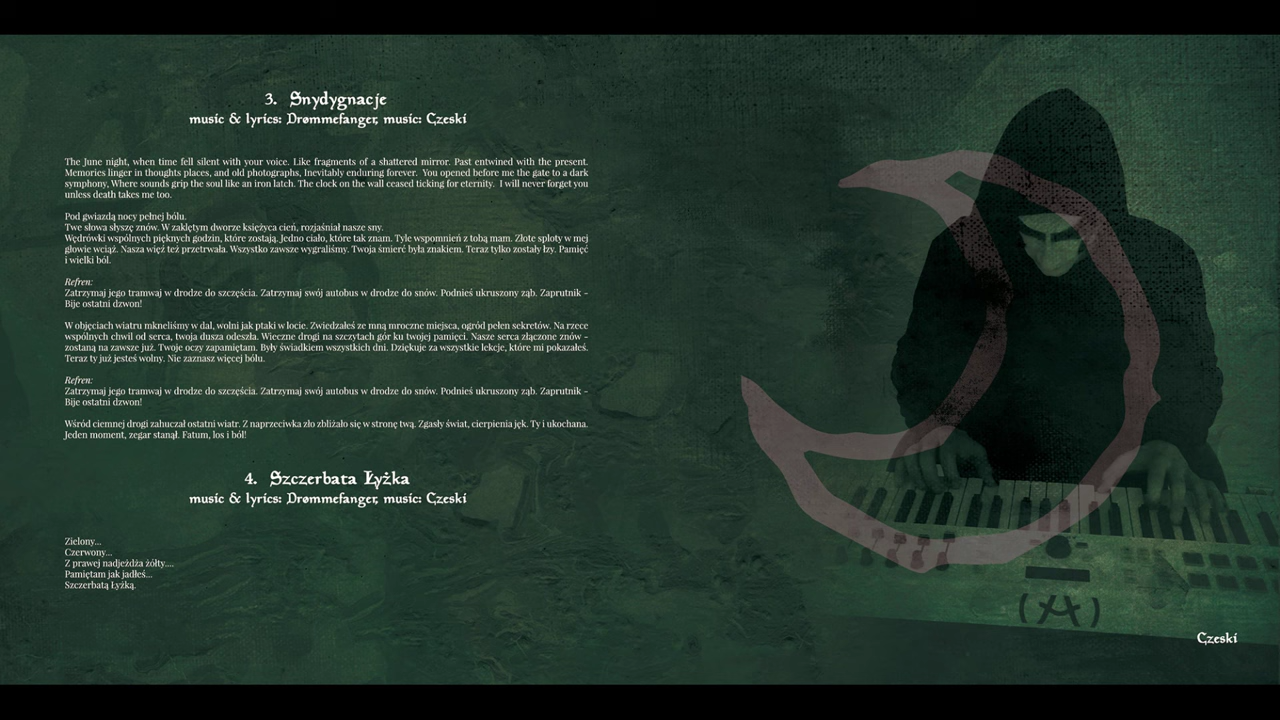 3. Snydygnacje
music & lyrics: Drømmefanger, music: Czeski
The June night, when time fell silent with your voice. Like fragments of a shattered mirror. Past entwined with the present.
Memories linger in thoughts places, and old photographs, Inevitably enduring forever. You opened before me the gate to a dark
symphony, Where sounds grip the soul like an iron latch. The clock on the wall ceased ticking for eternity. I will never forget you
unless death takes me too.
Pod gwiazdą nocy pełnej bólu.
Twe słowa słyszę znów. W zaklętym dworze księżyca cień, rozjaśniał nasze sny.
Wędrówki wspólnych pięknych godzin, które zostają. Jedno ciało, które tak znam. Tyle wspomnień z tobą mam. Złote sploty w mej
głowie wciąż. Nasza więź też przetrwała. Wszystko zawsze wygraliśmy. Twoja śmierć była znakiem. Teraz tylko zostały łzy. Pamięć
i wielki ból.
Refren:
Zatrzymaj jego tramwaj w drodze do szczęścia. Zatrzymaj swój autobus w drodze do snów. Podnieś ukruszony ząb. Zaprutnik -
Bije ostatni dzwon!
W objęciach wiatru mknęliśmy w dal, wolni jak ptaki w locie. Zwiedzałeś ze mną mroczne miejsca, ogród pełen sekretów. Na rzece
wspólnych chwil od serca, twoja dusza odeszła. Wieczne drogi na szczytach gór ku twojej pamięci. Nasze serca złączone znów -
zostaną na zawsze już. Twoje oczy zapamiętam. Były świadkiem wszystkich dni. Dziękuje za wszystkie lekcje, które mi pokazałeś.
Teraz ty już jesteś wolny. Nie zaznasz więcej bólu.
Refren:
Zatrzymaj jego tramwaj w drodze do szczęścia. Zatrzymaj swój autobus w drodze do snów. Podnieś ukruszony ząb. Zaprutnik -
Bije ostatni dzwon!
Wśród ciemnej drogi zahuczał ostatni wiatr. Z naprzeciwka zło zbliżało się w stronę twą. Zgasły świat, cierpienia jęk. Ty i ukochana.
Jeden moment, zegar stanął. Fatum, los i ból!
4. Szczerbata Łyżka
music & lyrics: Drømmefanger, music: Czeski
Zielony...
Czerwony...
Z prawej nadjeżdża żółty....
Pamiętam jak jadłeś...
Szczerbatą Łyżką.
Czeski